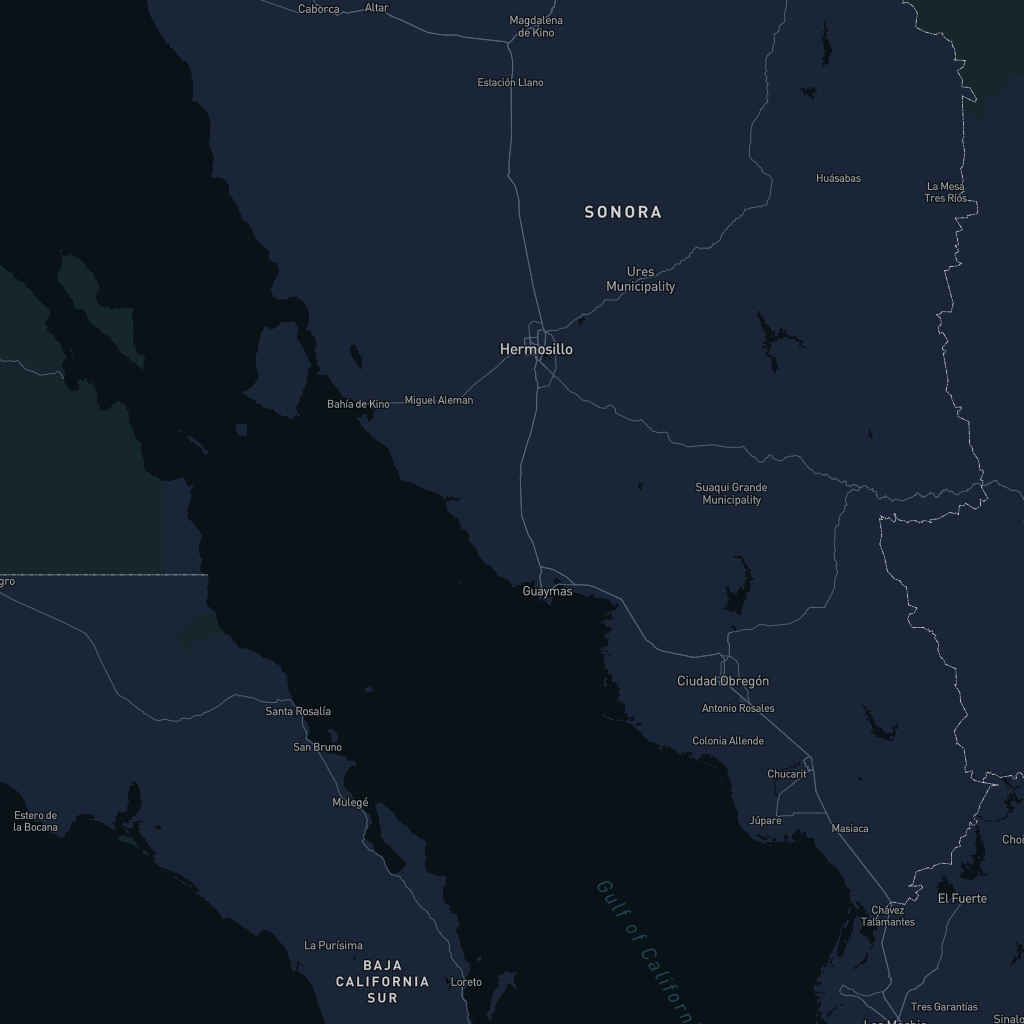 Caborca
Altar
Magdalena
de Kino
Estación Llano
Huásabas
La Mesa
Tres Ríos
SONORA
Ures
Municipality
Hermosillo
Bahía de Kino
Miguel Aleman
Suaqui Grande
Municipality
gro
Guaymas
Ciudad Obregón
Santa Rosalía
Antonio Rosales
San Bruno
Colonia Allende
Chucarit
Mulegé
Estero de
la Bocana
Júpare
Masiaca
Choi
El Fuerte
Chávez
Talamantes
Gulf of Californ
La Purísima
BAJA
CALIFORNIA
SUR
Loreto
Tres Garantías
Los Mochis
Sinalo